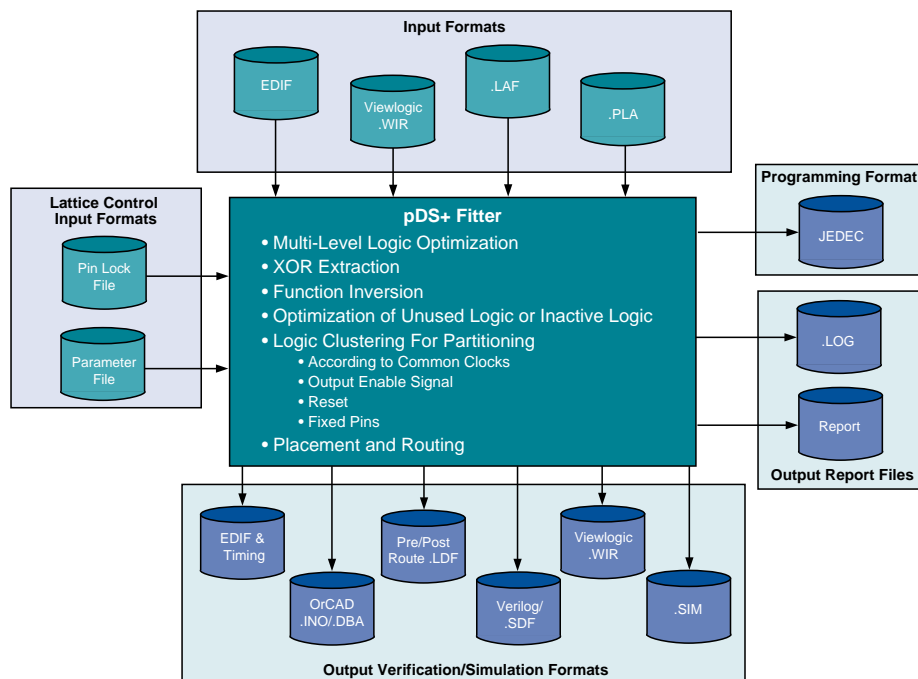 Input Formats
EDIF
Viewlogic
.WIR
.LAF
.PLA
Lattice Control
Input Formats
Pin Lock
File
Parameter
File
pDS+ Fitter
• Multi-Level Logic Optimization
• XOR Extraction
• Function Inversion
• Optimization of Unused Logic or Inactive Logic
• Logic Clustering For Partitioning
• According to Common Clocks
• Output Enable Signal
• Reset
• Fixed Pins
• Placement and Routing
Programming Format
JEDEC
.LOG
Report
Output Report Files
EDIF &
Timing
OrCAD
.INO/.DBA
Pre/Post
Route .LDF
Verilog/
.SDF
Viewlogic
.WIR
.SIM
Output Verification/Simulation Formats